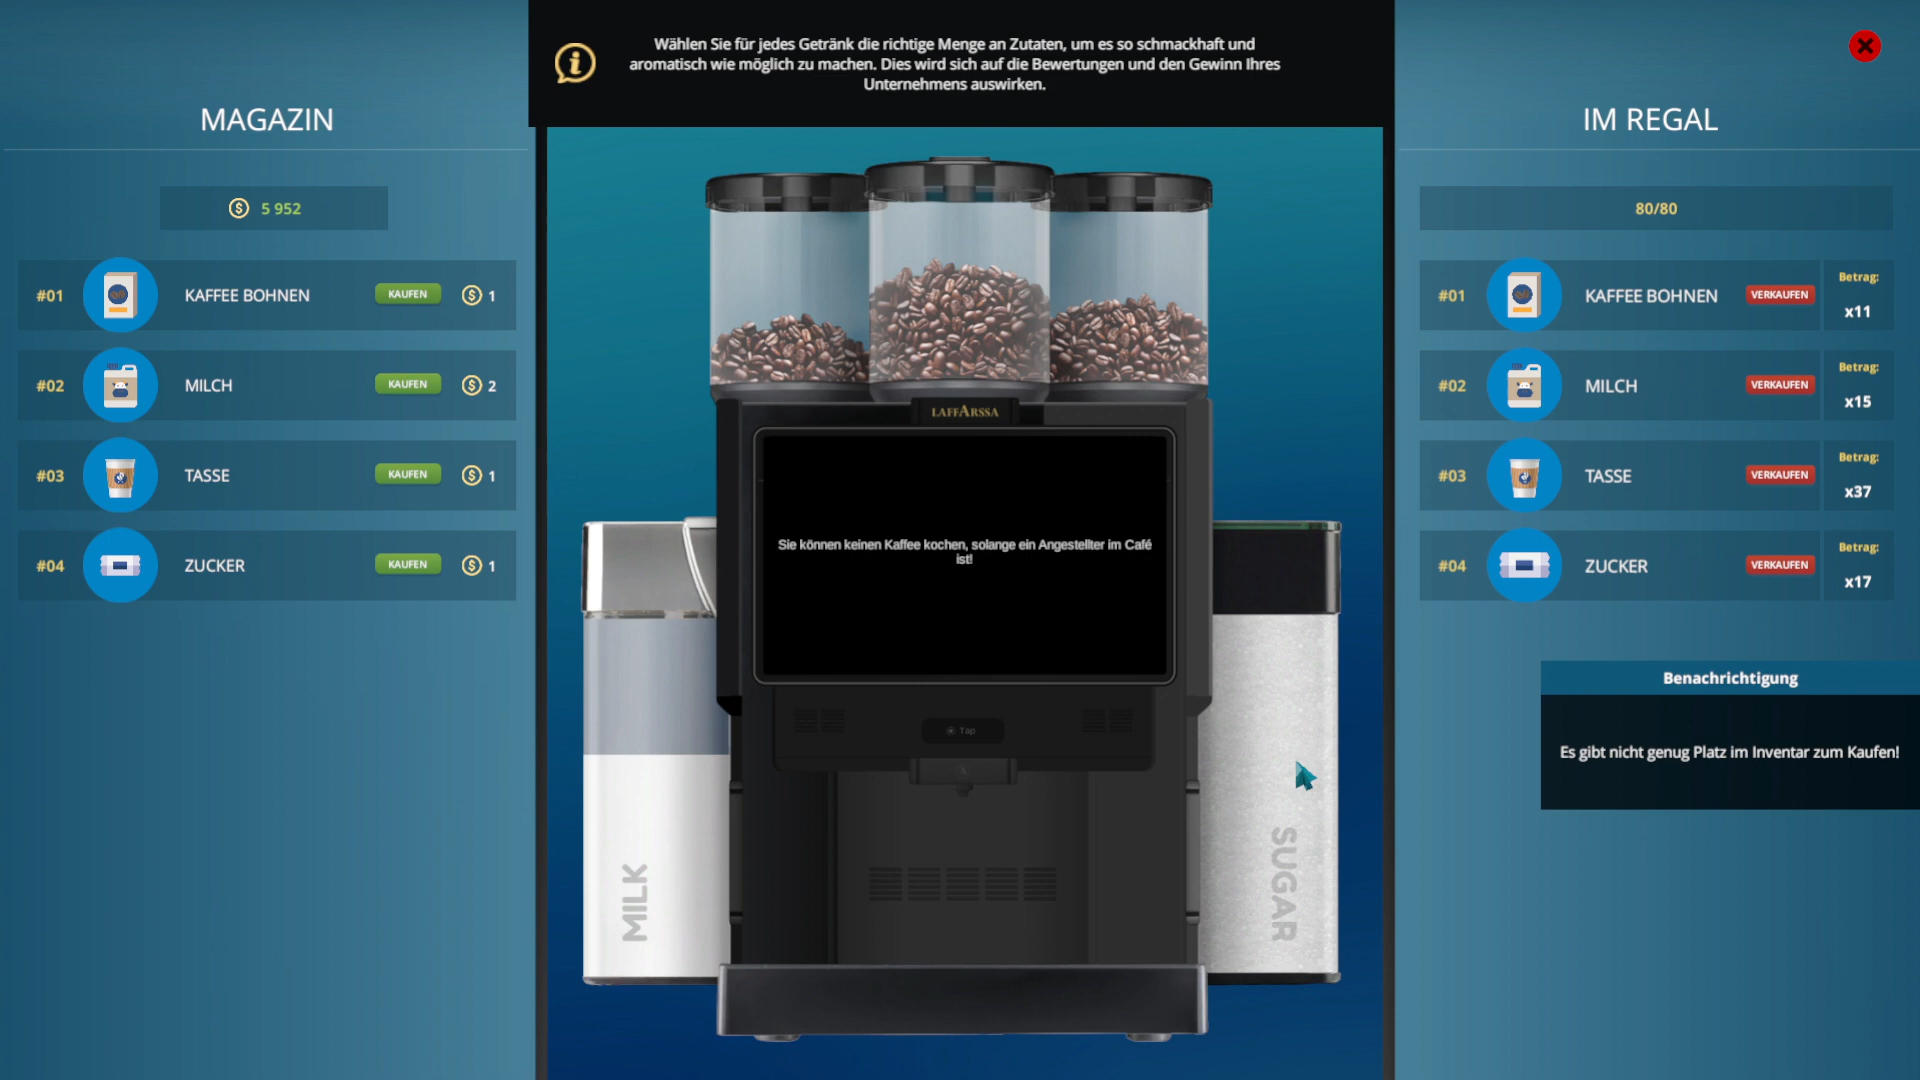 Wählen Sie für jedes Getränk die richtige Menge an Zutaten, um es so schmackhaft und
aromatisch wie möglich zu machen. Dies wird sich auf die Bewertungen und den Gewinn Ihres
Unternehmens auswirken.
MAGAZIN
5 952
#01 KAFFEE BOHNEN KAUFEN 1
#02 MILCH KAUFEN 2
#03 TASSE KAUFEN 1
#04 ZUCKER KAUFEN 1
LAFFARSSA
Sie können keinen Kaffee kochen, solange ein Angestellter im Café
ist!
Tap
MILK
SUGAR
IM REGAL
80/80
#01 KAFFEE BOHNEN VERKAUFEN Betrag:
x11
#02 MILCH VERKAUFEN Betrag:
x15
#03 TASSE VERKAUFEN Betrag:
x37
#04 ZUCKER VERKAUFEN Betrag:
x17
Benachrichtigung
Es gibt nicht genug Platz im Inventar zum Kaufen!